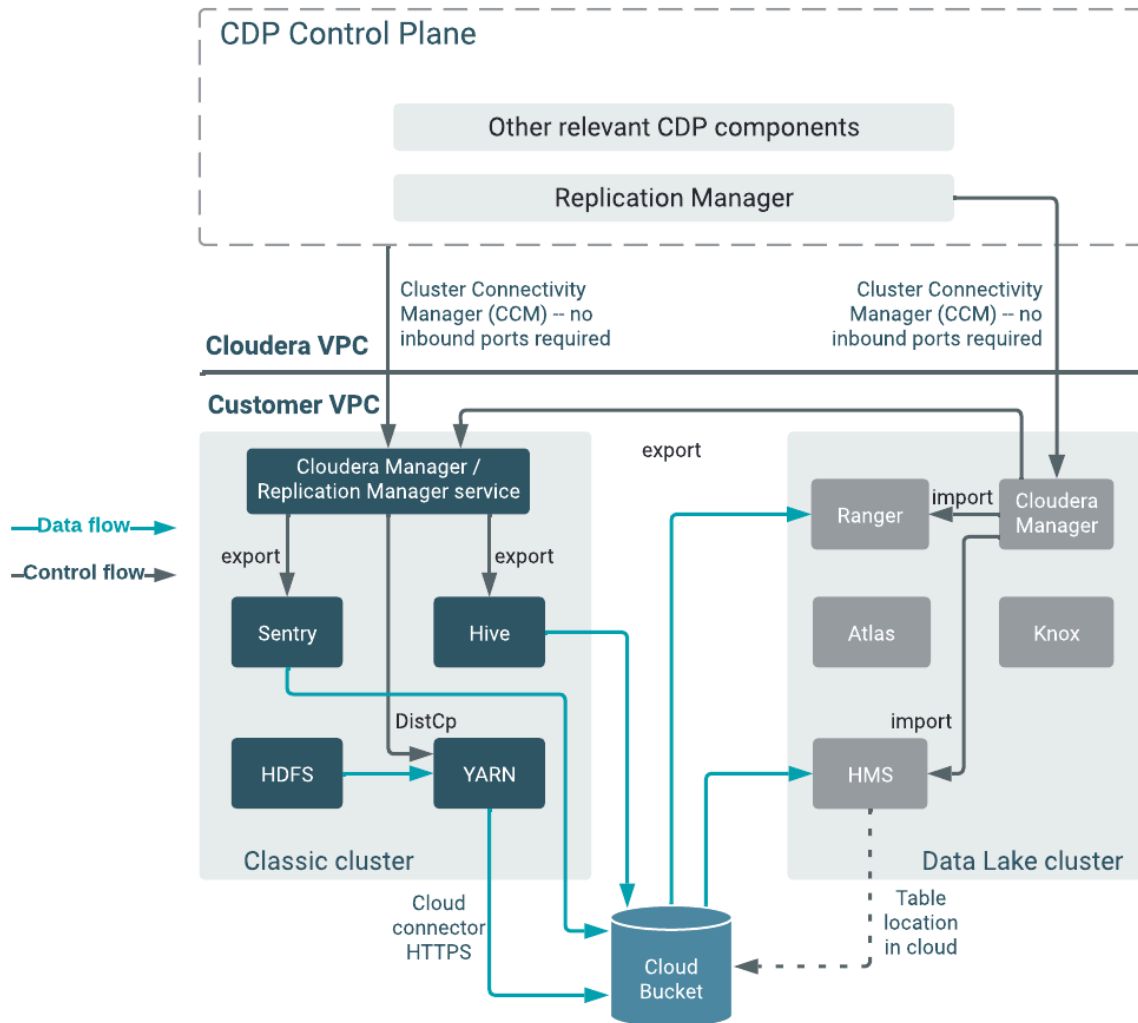 CDP Control Plane
Other relevant CDP components
Replication Manager
Cluster Connectivity
Manager (CCM) -- no
inbound ports required
Cluster Connectivity
Manager (CCM) -- no
inbound ports required
Cloudera VPC
Customer VPC
export
Cloudera Manager /
Replication Manager service
Ranger
import
Cloudera
Manager
Data flow
Control flow
export
export
Sentry
Hive
Atlas
Knox
DistCp
import
HDFS
YARN
HMS
Classic cluster
Data Lake cluster
Cloud
connector
HTTPS
Table
location
in cloud
Cloud
Bucket